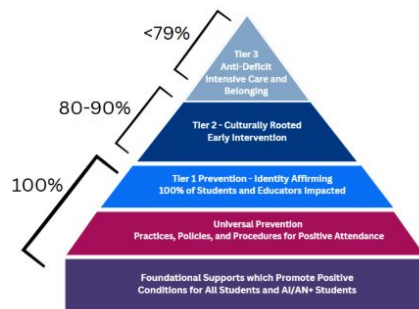 <79%
Tier 3
Anti-Deficit
Intensive Care and
Belonging
80-90%
Tier 2 - Culturally Rooted
Early Intervention
100%
Tier 1 Prevention - Identity Affirming
100% of Students and Educators Impacted
Universal Prevention
Practices, Policies, and Procedures for Positive Attendance
Foundational Supports which Promote Positive
Conditions for All Students and AI/AN+ Students